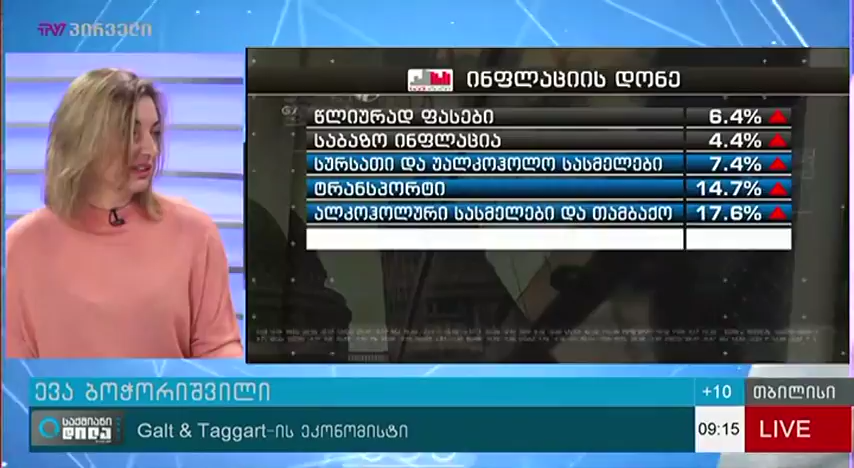 TV პირველი
ინფლაციის დონე
წლიურად ფასები 6.4%
საბაზო ინფლაცია 4.4%
სურსათი და უალკოჰოლო სასმელები 7.4%
ტრანსპორტი 14.7%
ალკოჰოლური სასმელები და თამბაქო 17.6%
ევა ბოჭორიშვილი
+10 თბილისი
საქმიანი
დილა
Galt & Taggart-ის ეკონომისტი
09:15 LIVE